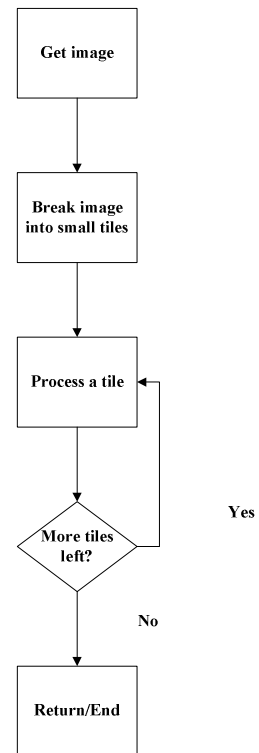 Get image
Break image
into small tiles
Process a tile
More tiles
left?
Yes
No
Return/End